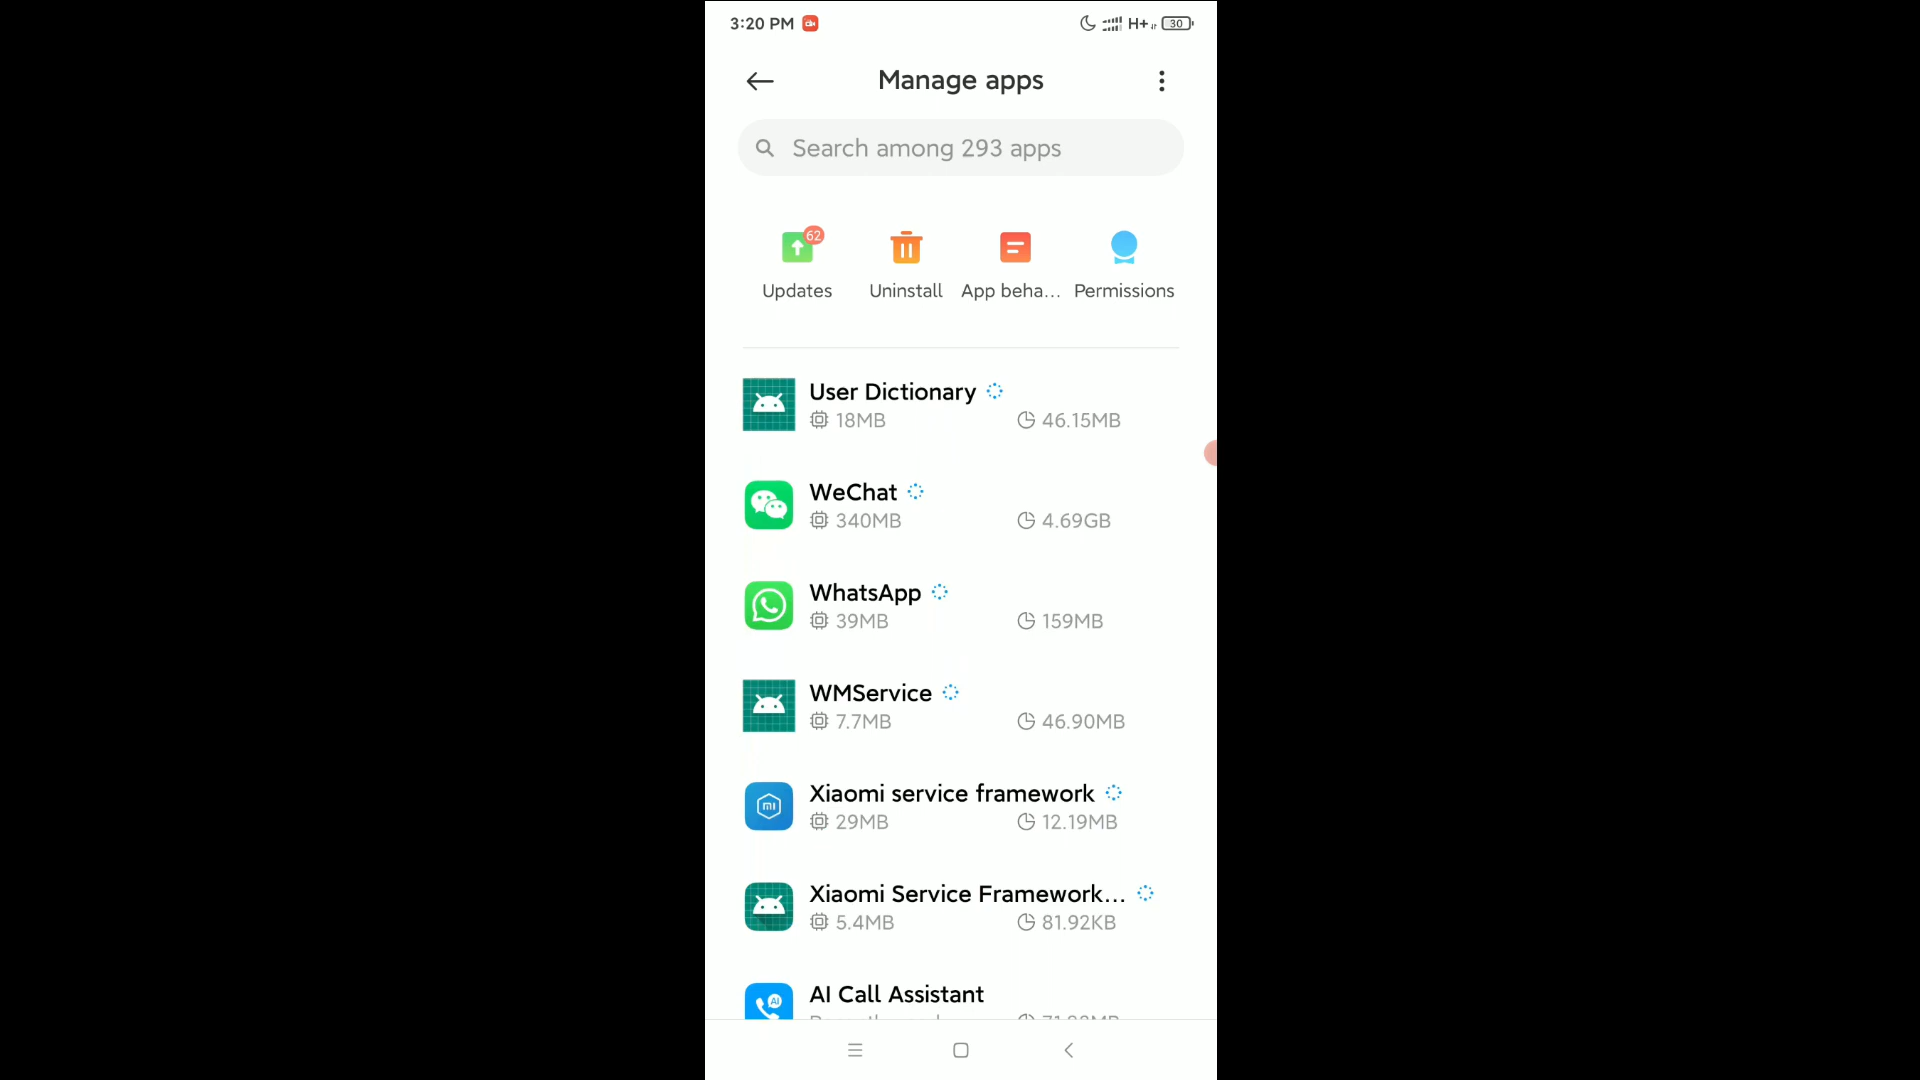 3:20 PM
H+ 30
Manage apps
Search among 293 apps
62
Updates Uninstall App beha... Permissions
User Dictionary
18MB 46.15MB
WeChat
340MB 4.69GB
WhatsApp
39MB 159MB
WMService
7.7MB 46.90MB
Xiaomi service framework
mi
29MB 12.19MB
Xiaomi Service Framework...
5.4MB 81.92KB
AI Call Assistant
AI